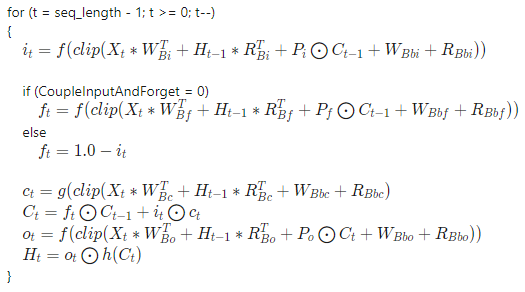 for (t = seq_length - 1; t >= 0; t--)
{
i_t = f(clip(X_t * W_{Bi}^T + H_{t-1} * R_{Bi}^T + P_i ⨀ C_{t-1} + W_{Bbi} + R_{Bbi}))
if (CoupleInputAndForget = 0)
f_t = f(clip(X_t * W_{Bf}^T + H_{t-1} * R_{Bf}^T + P_f ⨀ C_{t-1} + W_{Bbf} + R_{Bbf}))
else
f_t = 1.0 - i_t
c_t = g(clip(X_t * W_{Bc}^T + H_{t-1} * R_{Bc}^T + W_{Bbc} + R_{Bbc})
C_t = f_t ⨀ C_{t-1} + i_t ⨀ c_t
o_t = f(clip(X_t * W_{Bo}^T + H_{t-1} * R_{Bo}^T + P_o ⨀ C_t + W_{Bbo} + R_{Bbo}))
H_t = o_t ⨀ h(C_t)
}